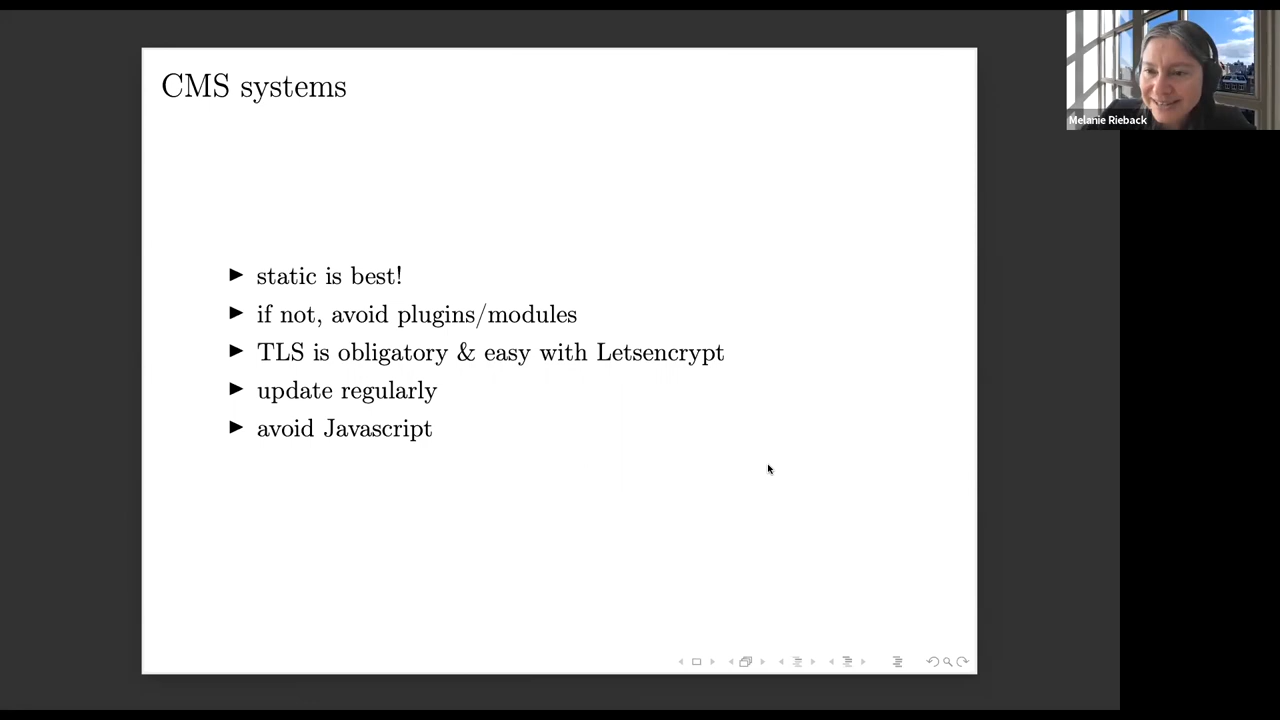 CMS systems
Melanie Rieback
static is best!
if not, avoid plugins/modules
TLS is obligatory & easy with Letsencrypt
update regularly
avoid Javascript